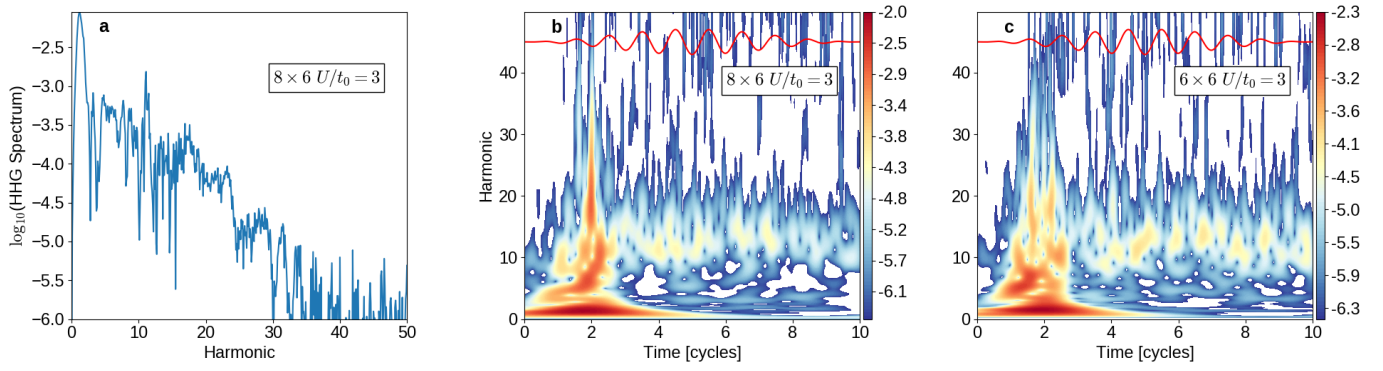 a
log₁₀(HHG Spectrum)
−2.5
−3.0
−3.5
−4.0
−4.5
−5.0
−5.5
−6.0
8 × 6 U/t₀ = 3
0 10 20 30 40 50
Harmonic
b
Harmonic
40
30
20
10
0
8 × 6 U/t₀ = 3
0 2 4 6 8 10
Time [cycles]
-2.0
-2.5
-2.9
-3.4
-3.8
-4.3
-4.8
-5.2
-5.7
-6.1
c
40
30
20
10
0
6 × 6 U/t₀ = 3
0 2 4 6 8 10
Time [cycles]
-2.3
-2.8
-3.2
-3.6
-4.1
-4.5
-5.0
-5.5
-5.9
-6.3